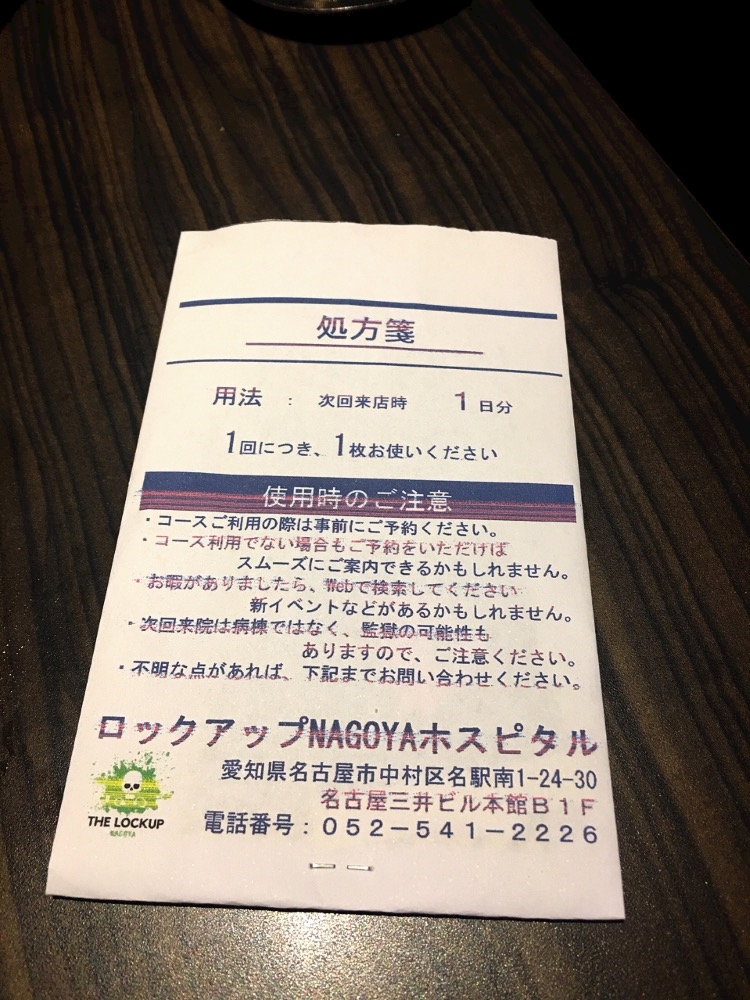 処方箋
用法 : 次回来店時 1日分
1回につき、1枚お使いください
使用時のご注意
・コースご利用の際は事前にご予約ください。
・コース利用でない場合もご予約をいただけば
スムーズにご案内できるかもしれません。
・お暇がありましたら、Webで検索してください
新イベントなどがあるかもしれません。
・次回来院は病棟ではなく、監獄の可能性も
ありますので、ご注意ください。
・不明な点があれば、下記までお問い合わせください。
ロックアップNAGOYAホスピタル
愛知県名古屋市中村区名駅南1-24-30
名古屋三井ビル本館B1F
THE LOCKUP
NAGOYA
電話番号:052-541-2226